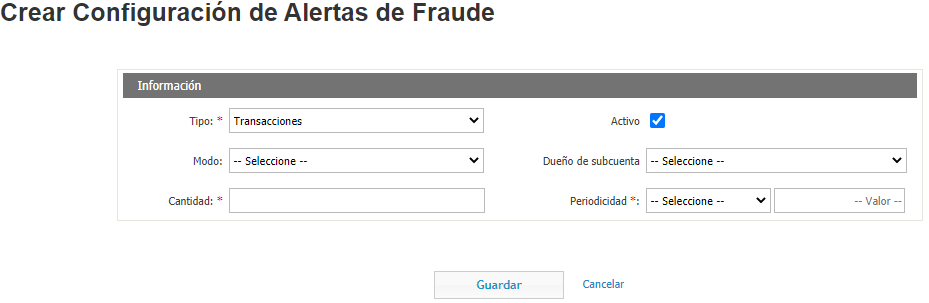 Crear Configuración de Alertas de Fraude
Información
Tipo: * Transacciones Activo
Modo: -- Seleccione -- Dueño de subcuenta -- Seleccione --
Cantidad: * Periodicidad *: -- Seleccione -- -- Valor --
Guardar Cancelar